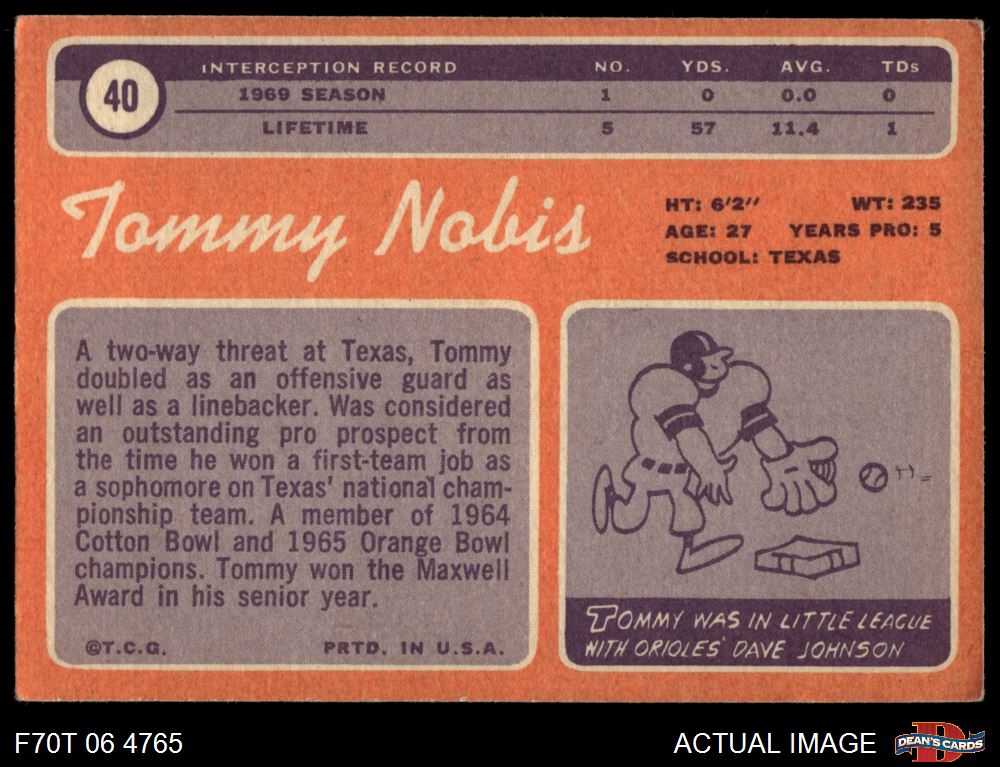 40
INTERCEPTION RECORD NO. YDS. AVG. TDs
1969 SEASON 1 0 0.0 0
LIFETIME 5 57 11.4 1
Tommy Nobis
HT: 6'2" WT: 235
AGE: 27 YEARS PRO: 5
SCHOOL: TEXAS
A two-way threat at Texas, Tommy
doubled as an offensive guard as
well as a linebacker. Was considered
an outstanding pro prospect from
the time he won a first-team job as
a sophomore on Texas' national cham-
pionship team. A member of 1964
Cotton Bowl and 1965 Orange Bowl
champions. Tommy won the Maxwell
Award in his senior year.
©T.C.G. PRTD. IN U.S.A.
TOMMY WAS IN LITTLE LEAGUE
WITH ORIOLES' DAVE JOHNSON
F70T 06 4765
ACTUAL IMAGE
D
DEAN'S CARDS